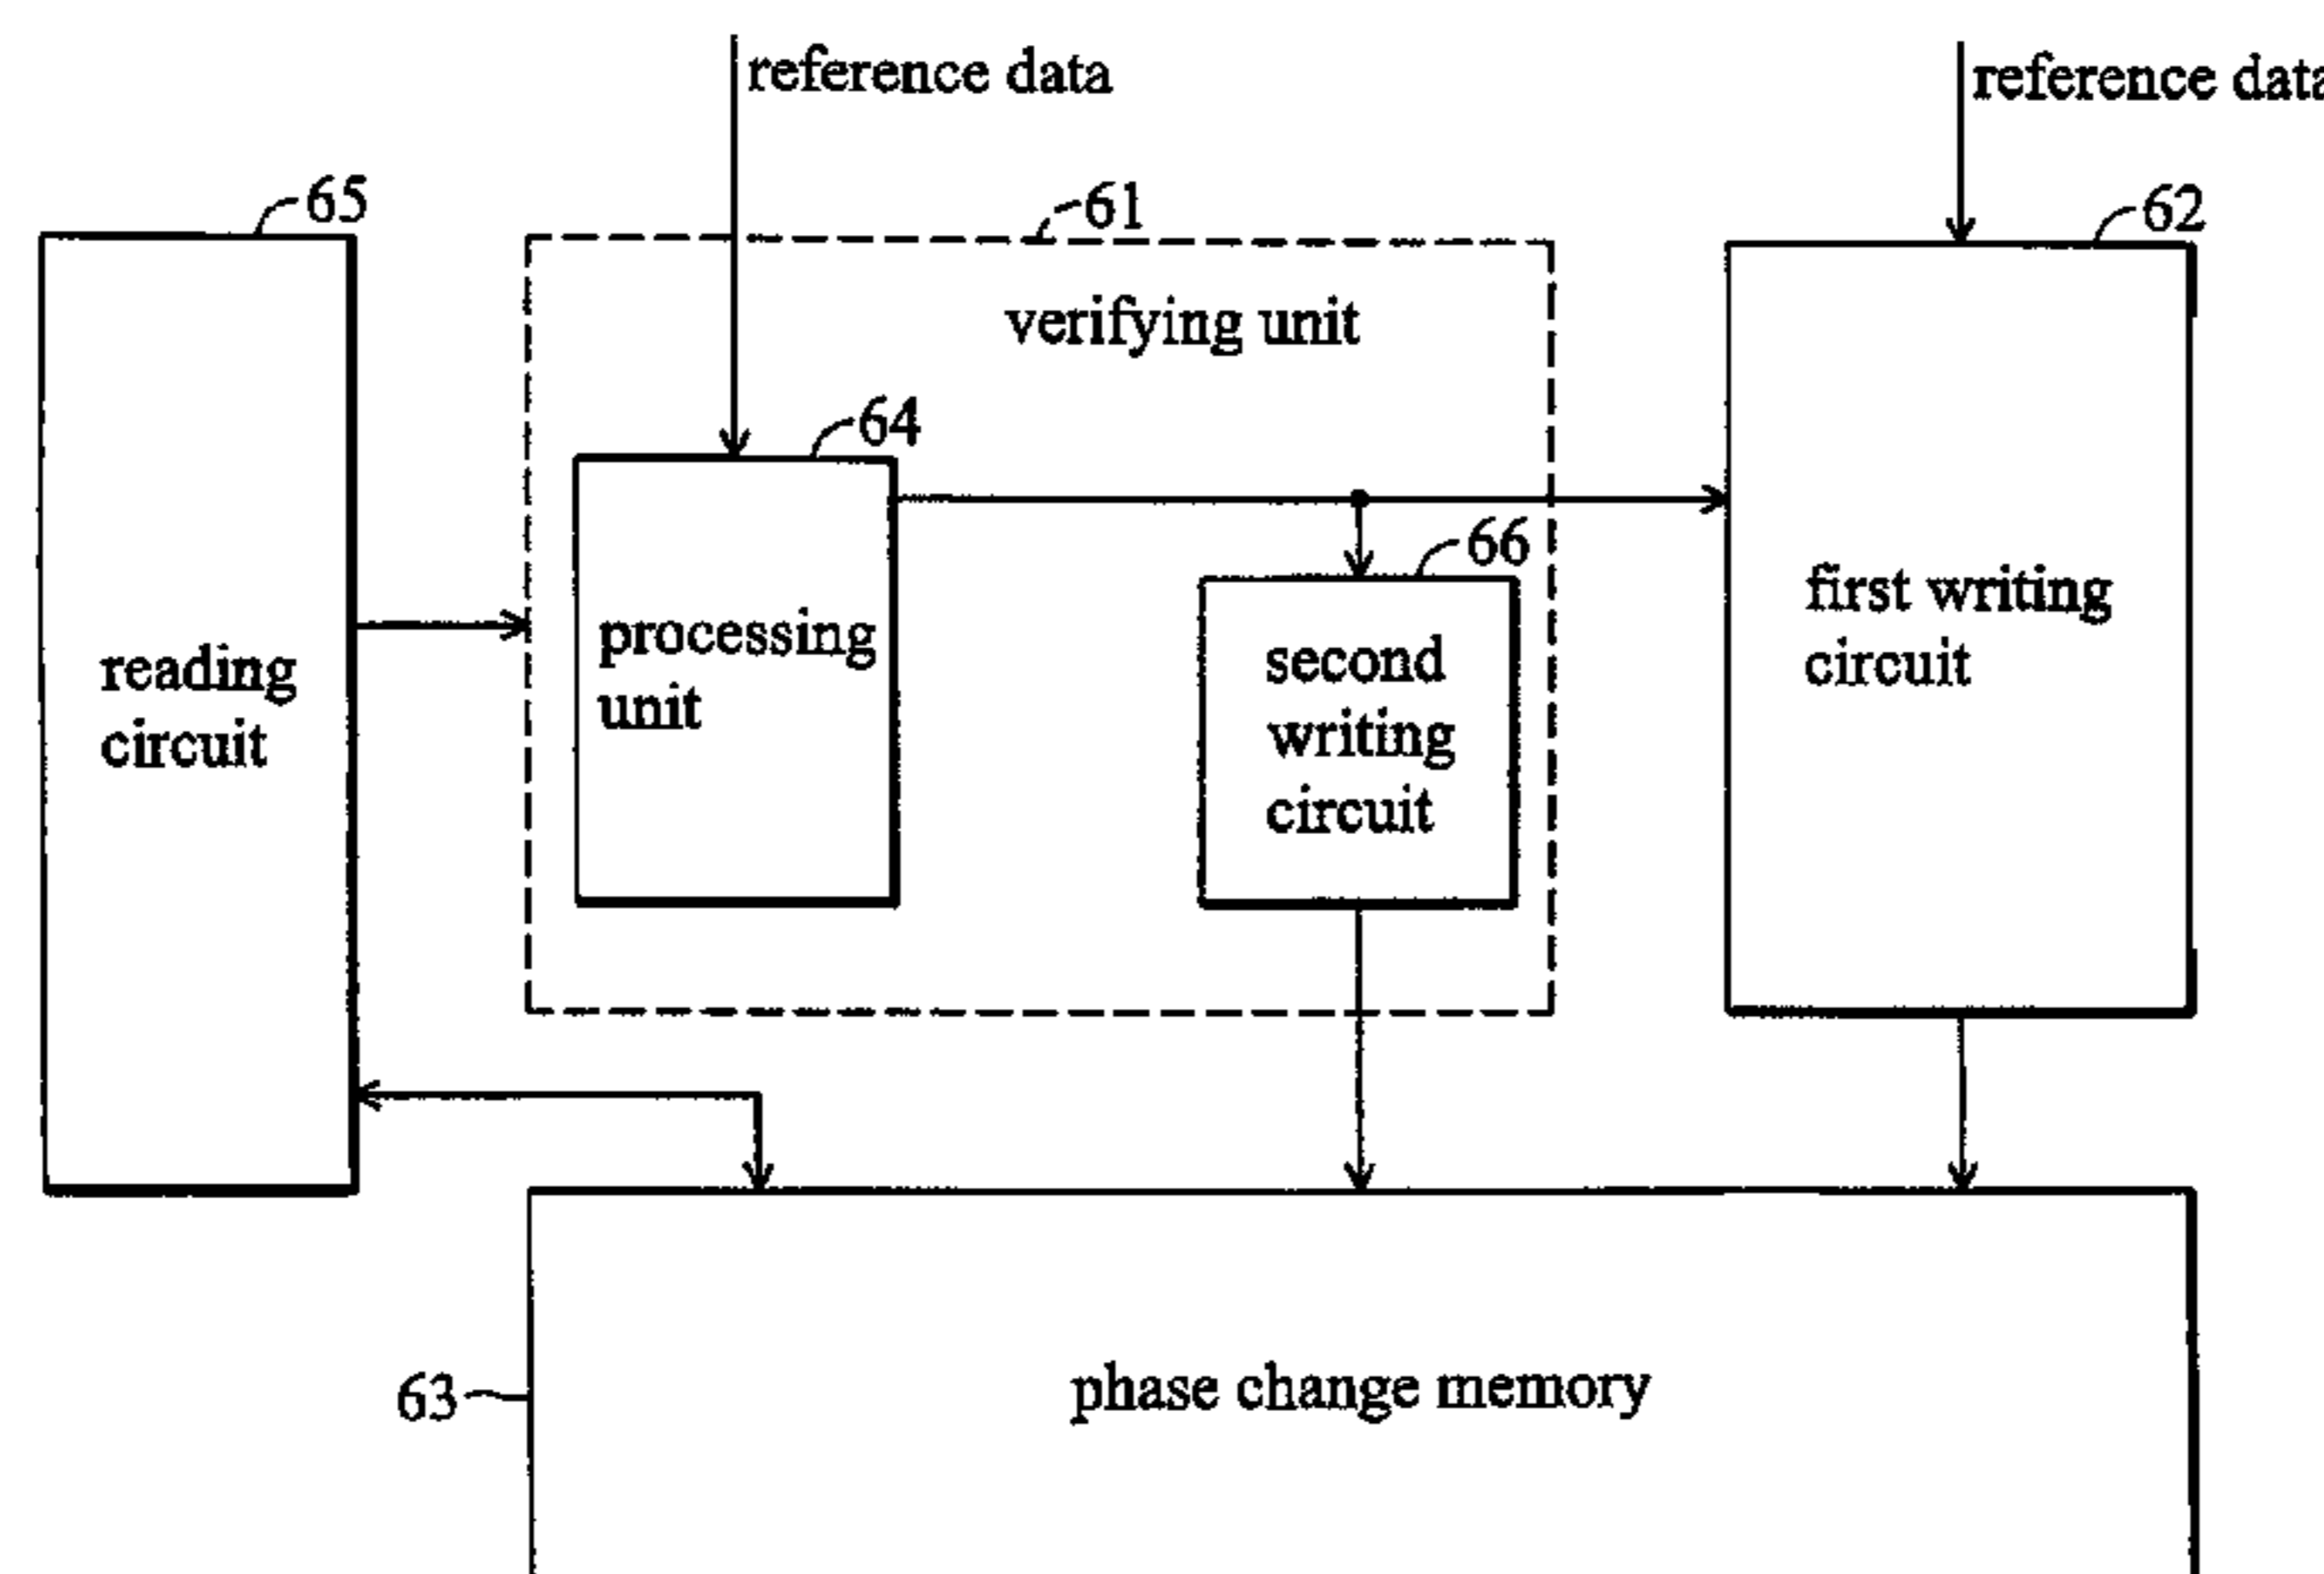 reference data
reference data
65
61
62
verifying unit
64
66
processing
unit
first writing
circuit
reading
circuit
second
writing
circuit
63
phase change memory